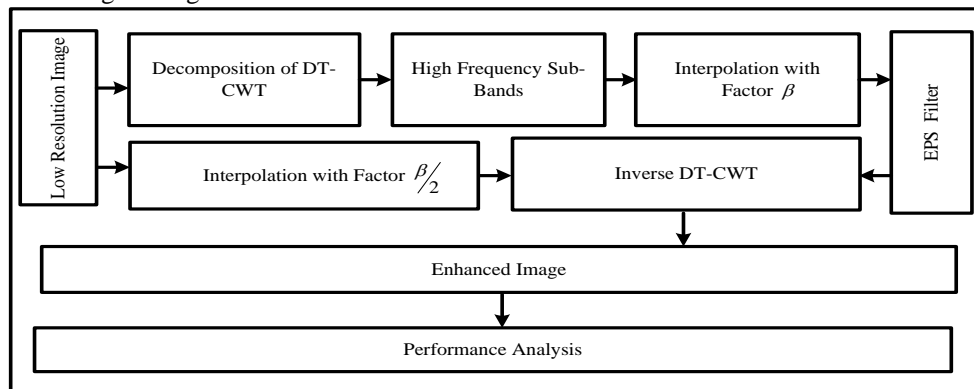 Low Resolution Image
Decomposition of DT-
CWT
High Frequency Sub-
Bands
Interpolation with
Factor β
EPS Filter
Interpolation with Factor β/2
Inverse DT-CWT
Enhanced Image
Performance Analysis